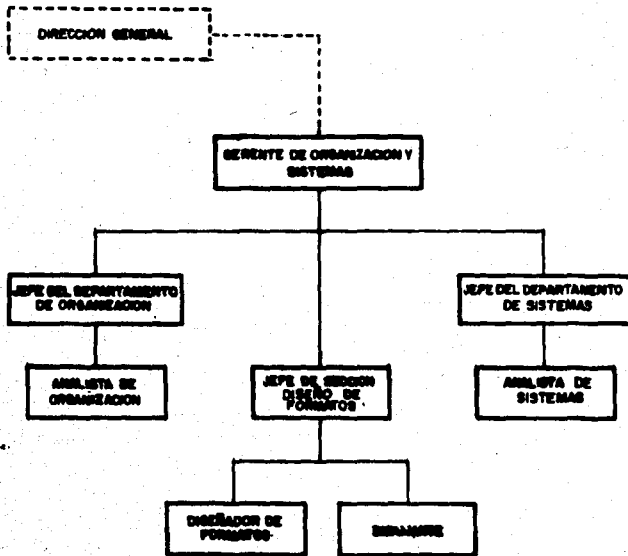 DIRECCION GENERAL
GERENTE DE ORGANIZACION Y
SISTEMAS
JEFE DEL DEPARTAMENTO
DE ORGANIZACION
JEFE DEL DEPARTAMENTO
DE SISTEMAS
ANALISTA DE
ORGANIZACION
JEFE DE SECCION
DISEÑO DE
FORMATOS
ANALISTA DE
SISTEMAS
DISEÑADOR DE
FORMATOS
DIBUJANTE